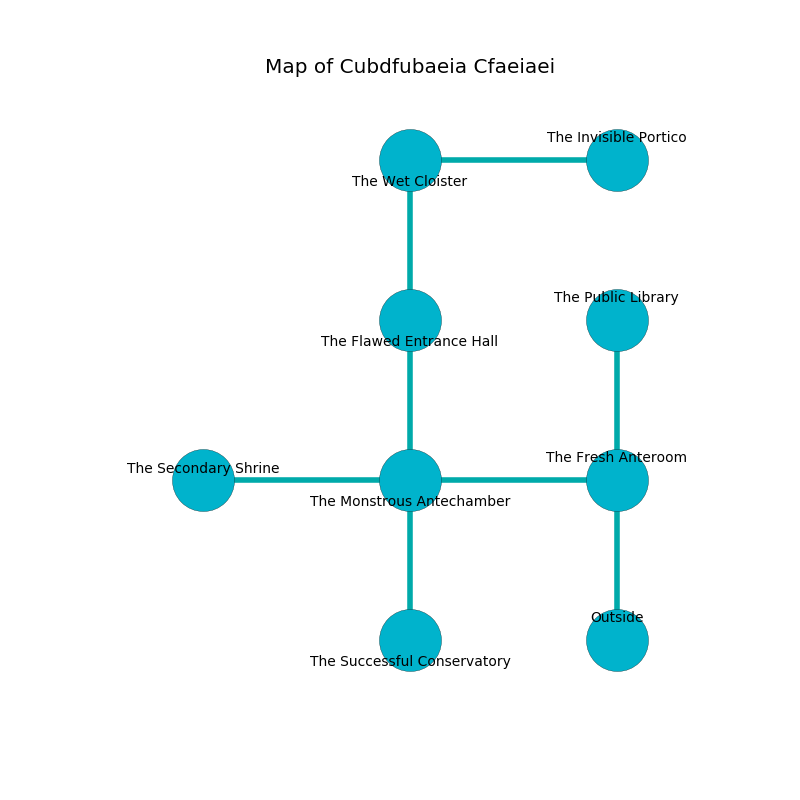 Map of Cubdfubaeia Cfaeiaei
The Invisible Portico
The Wet Cloister
The Public Library
The Flawed Entrance Hall
The Fresh Anteroom
The Secondary Shrine
The Monstrous Antechamber
Outside
The Successful Conservatory